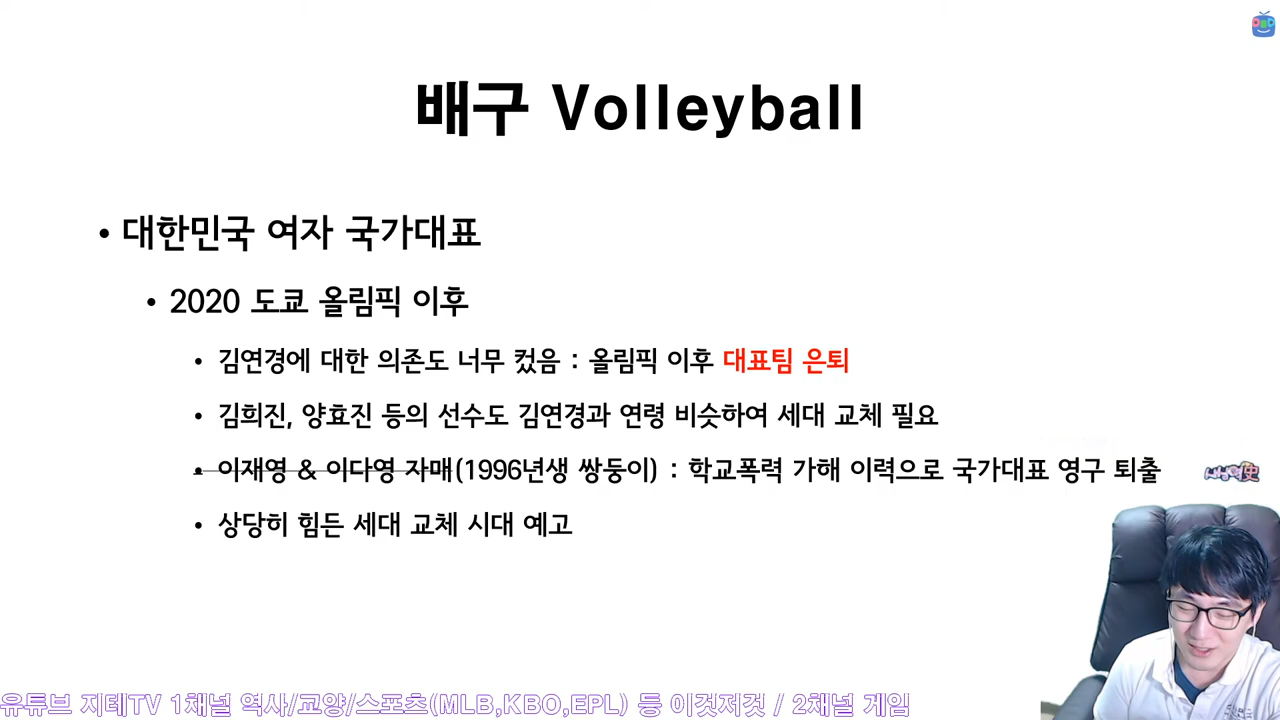 배구 Volleyball
• 대한민국 여자 국가대표
• 2020 도쿄 올림픽 이후
• 김연경에 대한 의존도 너무 컸음 : 올림픽 이후 대표팀 은퇴
• 김희진, 양효진 등의 선수도 김연경과 연령 비슷하여 세대 교체 필요
• 이재영 & 이다영 자매(1996년생 쌍둥이) : 학교폭력 가해 이력으로 국가대표 영구 퇴출
• 상당히 힘든 세대 교체 시대 예고
유튜브 지테TV 1채널 역사/교양/스포츠(MLB,KBO,EPL) 등 이것저것 / 2채널 게임